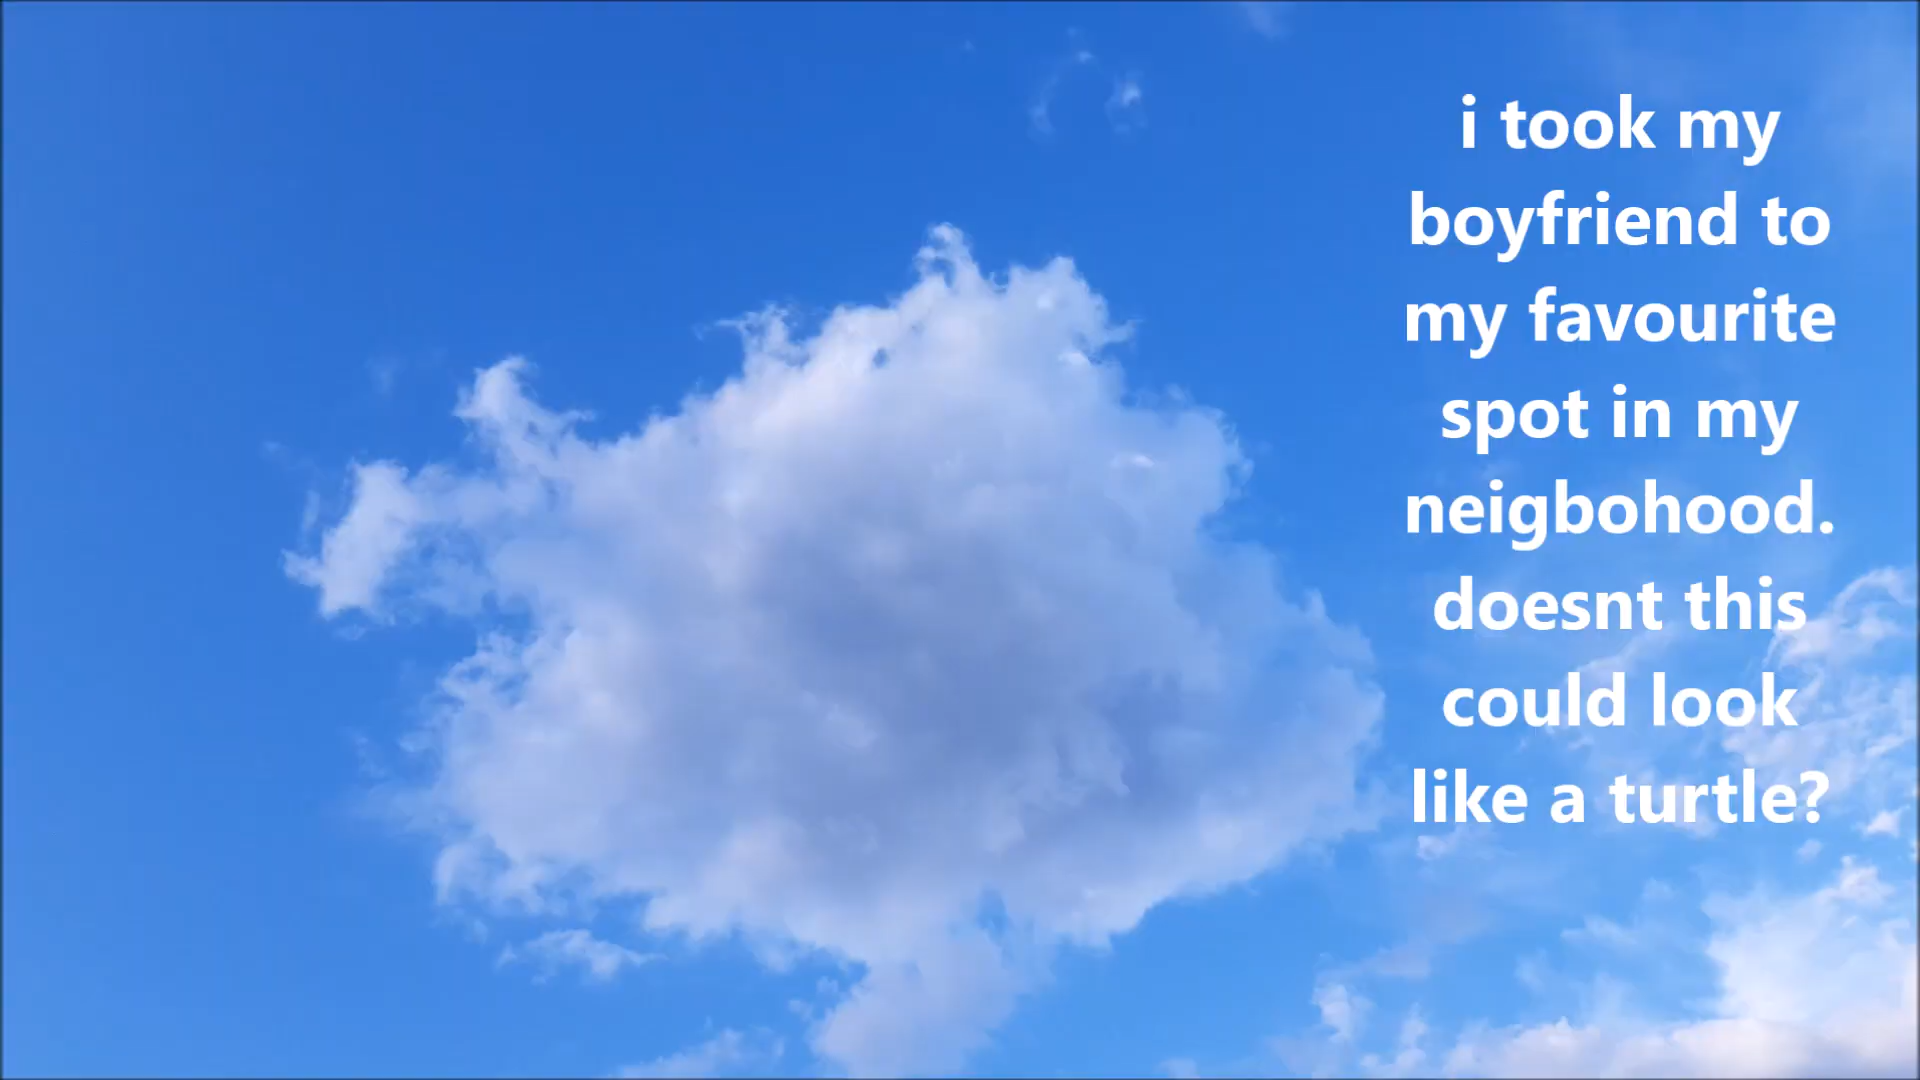 i took my
boyfriend to
my favourite
spot in my
neigbohood.
doesnt this
could look
like a turtle?